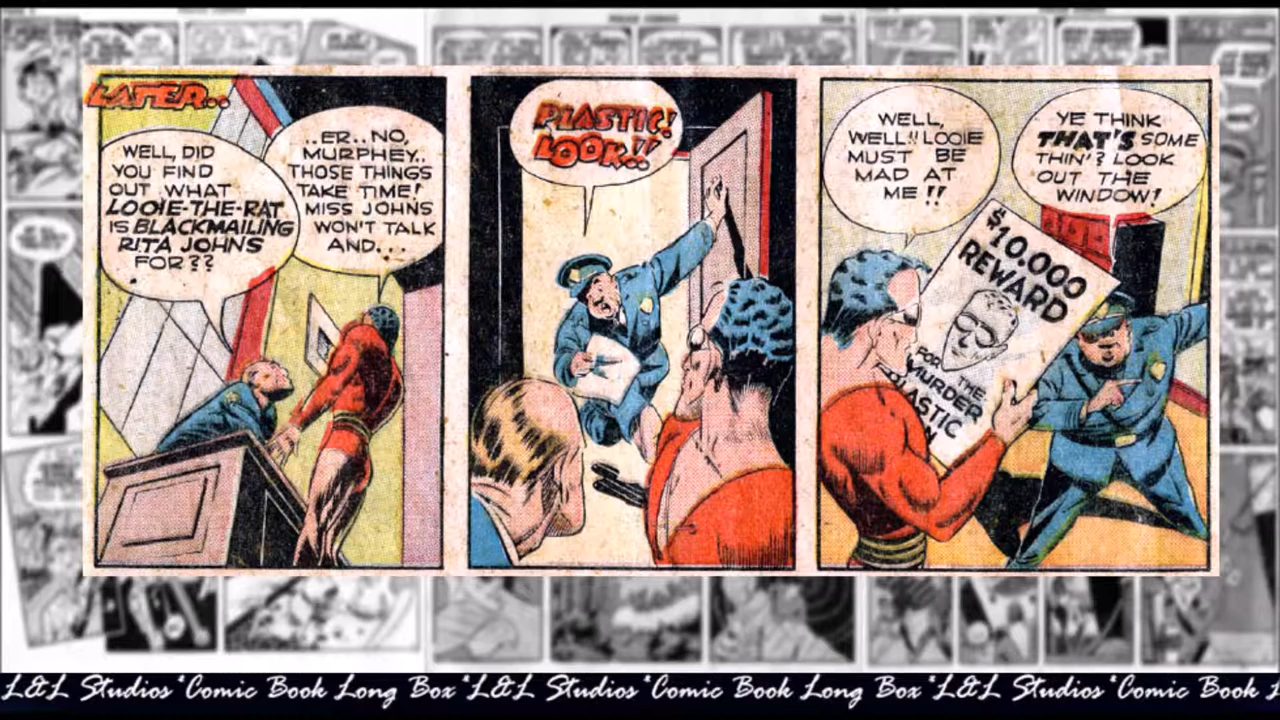 LATER..
WELL, DID
YOU FIND
OUT WHAT
LOOIE-THE-RAT
IS BLACKMAILING
RITA JOHNS
FOR??
..ER..NO,
MURPHEY..
THOSE THINGS
TAKE TIME!
MISS JOHNS
WON'T TALK
AND...
PLASTIC!
LOOK!!
WELL,
WELL!! LOOIE
MUST BE
MAD AT
ME!!
YE THINK
THAT'S SOME
THIN'? LOOK
OUT THE
WINDOW!
$10.000
REWARD
FOR THE
MURDER
PLASTIC
L&L Studios*Comic Book Long Box*L&L Studios*Comic Book Long Box*L&L Studios*Comic Book L